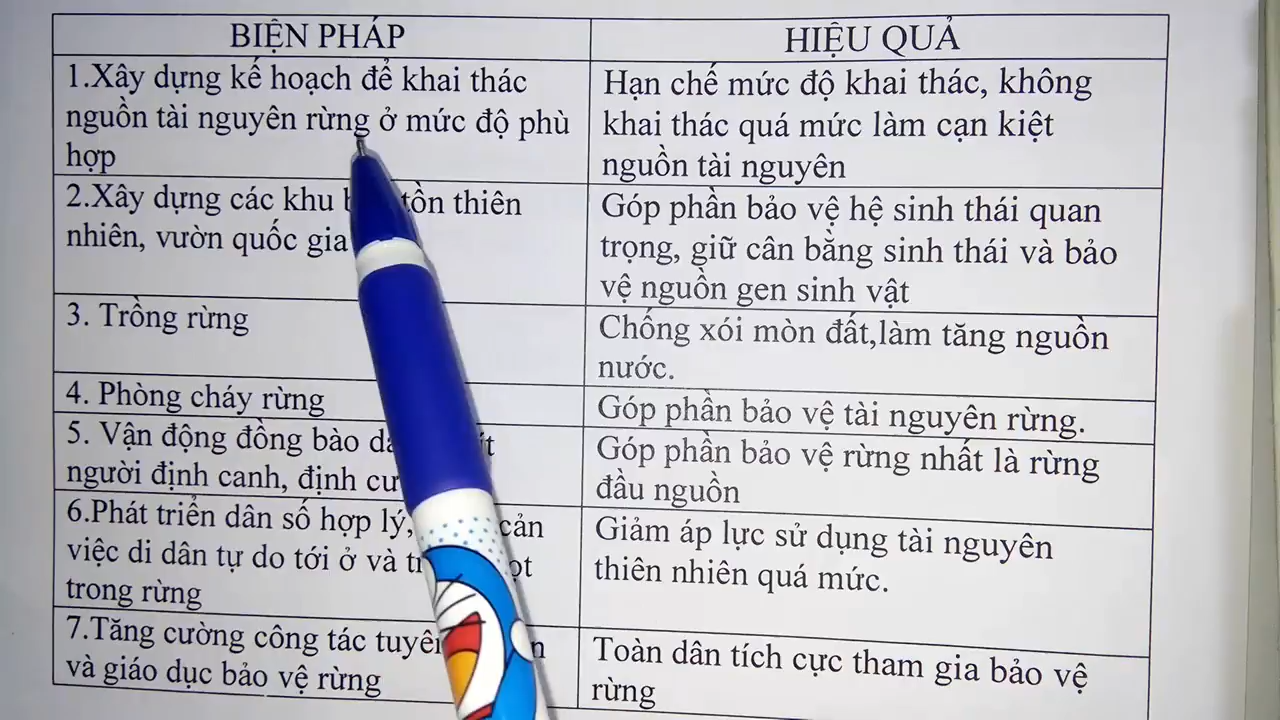 BIỆN PHÁP
HIỆU QUẢ
1.Xây dựng kế hoạch để khai thác
nguồn tài nguyên rừng ở mức độ phù
hợp
Hạn chế mức độ khai thác, không
khai thác quá mức làm cạn kiệt
nguồn tài nguyên
2.Xây dựng các khu tồn thiên
nhiên, vườn quốc gia
Góp phần bảo vệ hệ sinh thái quan
trọng, giữ cân bằng sinh thái và bảo
vệ nguồn gen sinh vật
3. Trồng rừng
Chống xói mòn đất,làm tăng nguồn
nước.
4. Phòng cháy rừng
Góp phần bảo vệ tài nguyên rừng.
5. Vận động đồng bào
người định canh, định cư
Góp phần bảo vệ rừng nhất là rừng
đầu nguồn
6.Phát triển dân số hợp lý, cản
việc di dân tự do tới ở và
trong rừng
Giảm áp lực sử dụng tài nguyên
thiên nhiên quá mức.
7.Tăng cường công tác
và giáo dục bảo vệ rừng
Toàn dân tích cực tham gia bảo vệ
rừng